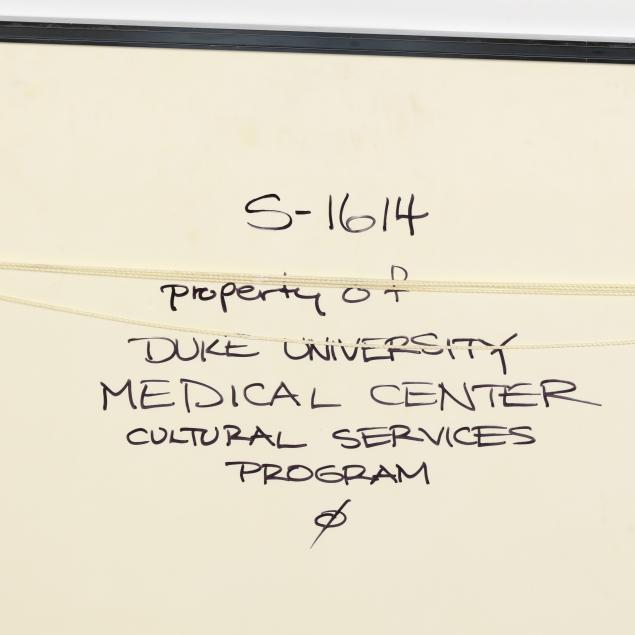 S-1614
property of
DUKE UNIVERSITY
MEDICAL CENTER
CULTURAL SERVICES
PROGRAM
Ø